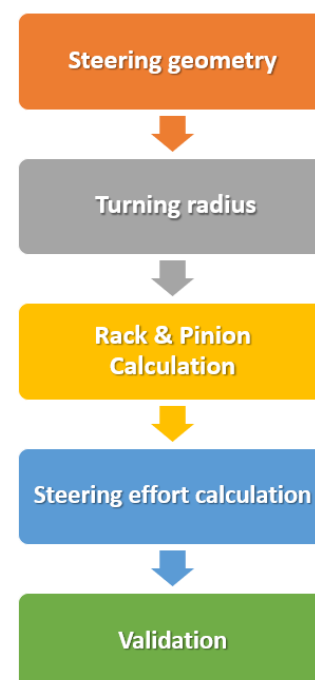 Steering geometry
Turning radius
Rack & Pinion
Calculation
Steering effort calculation
Validation